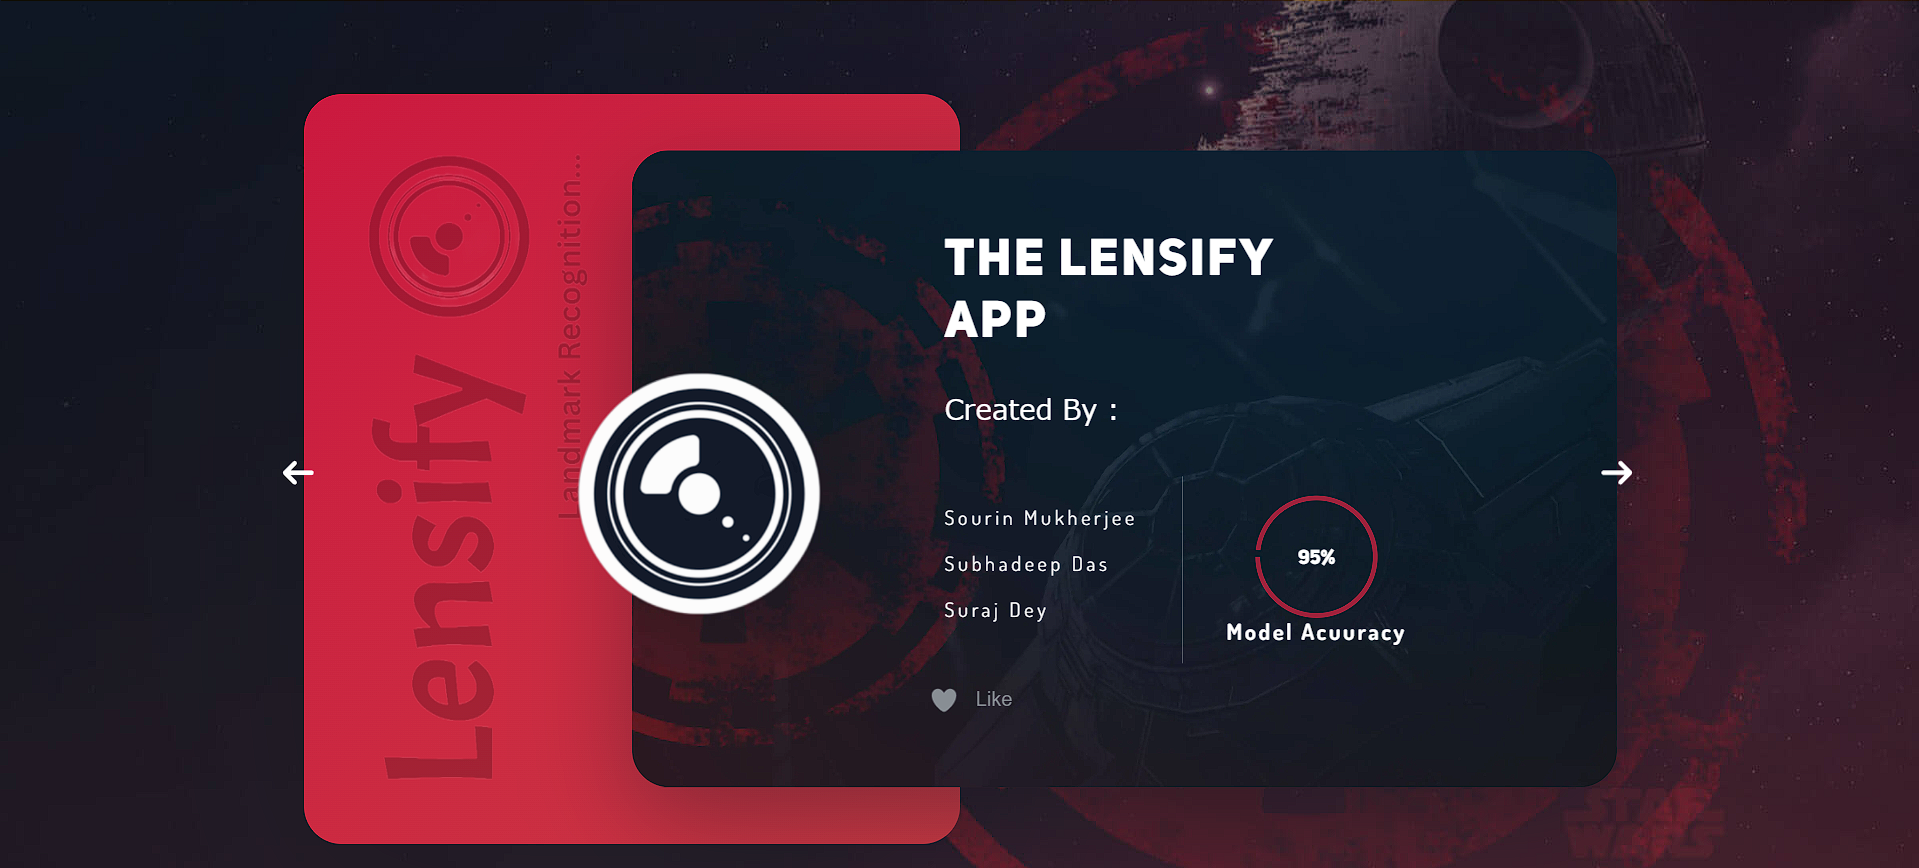 Lensify
Landmark Recognition...
THE LENSIFY
APP
Created By :
Sourin Mukherjee
Subhadeep Das
Suraj Dey
95%
Model Acuuracy
Like
STAR
WARS